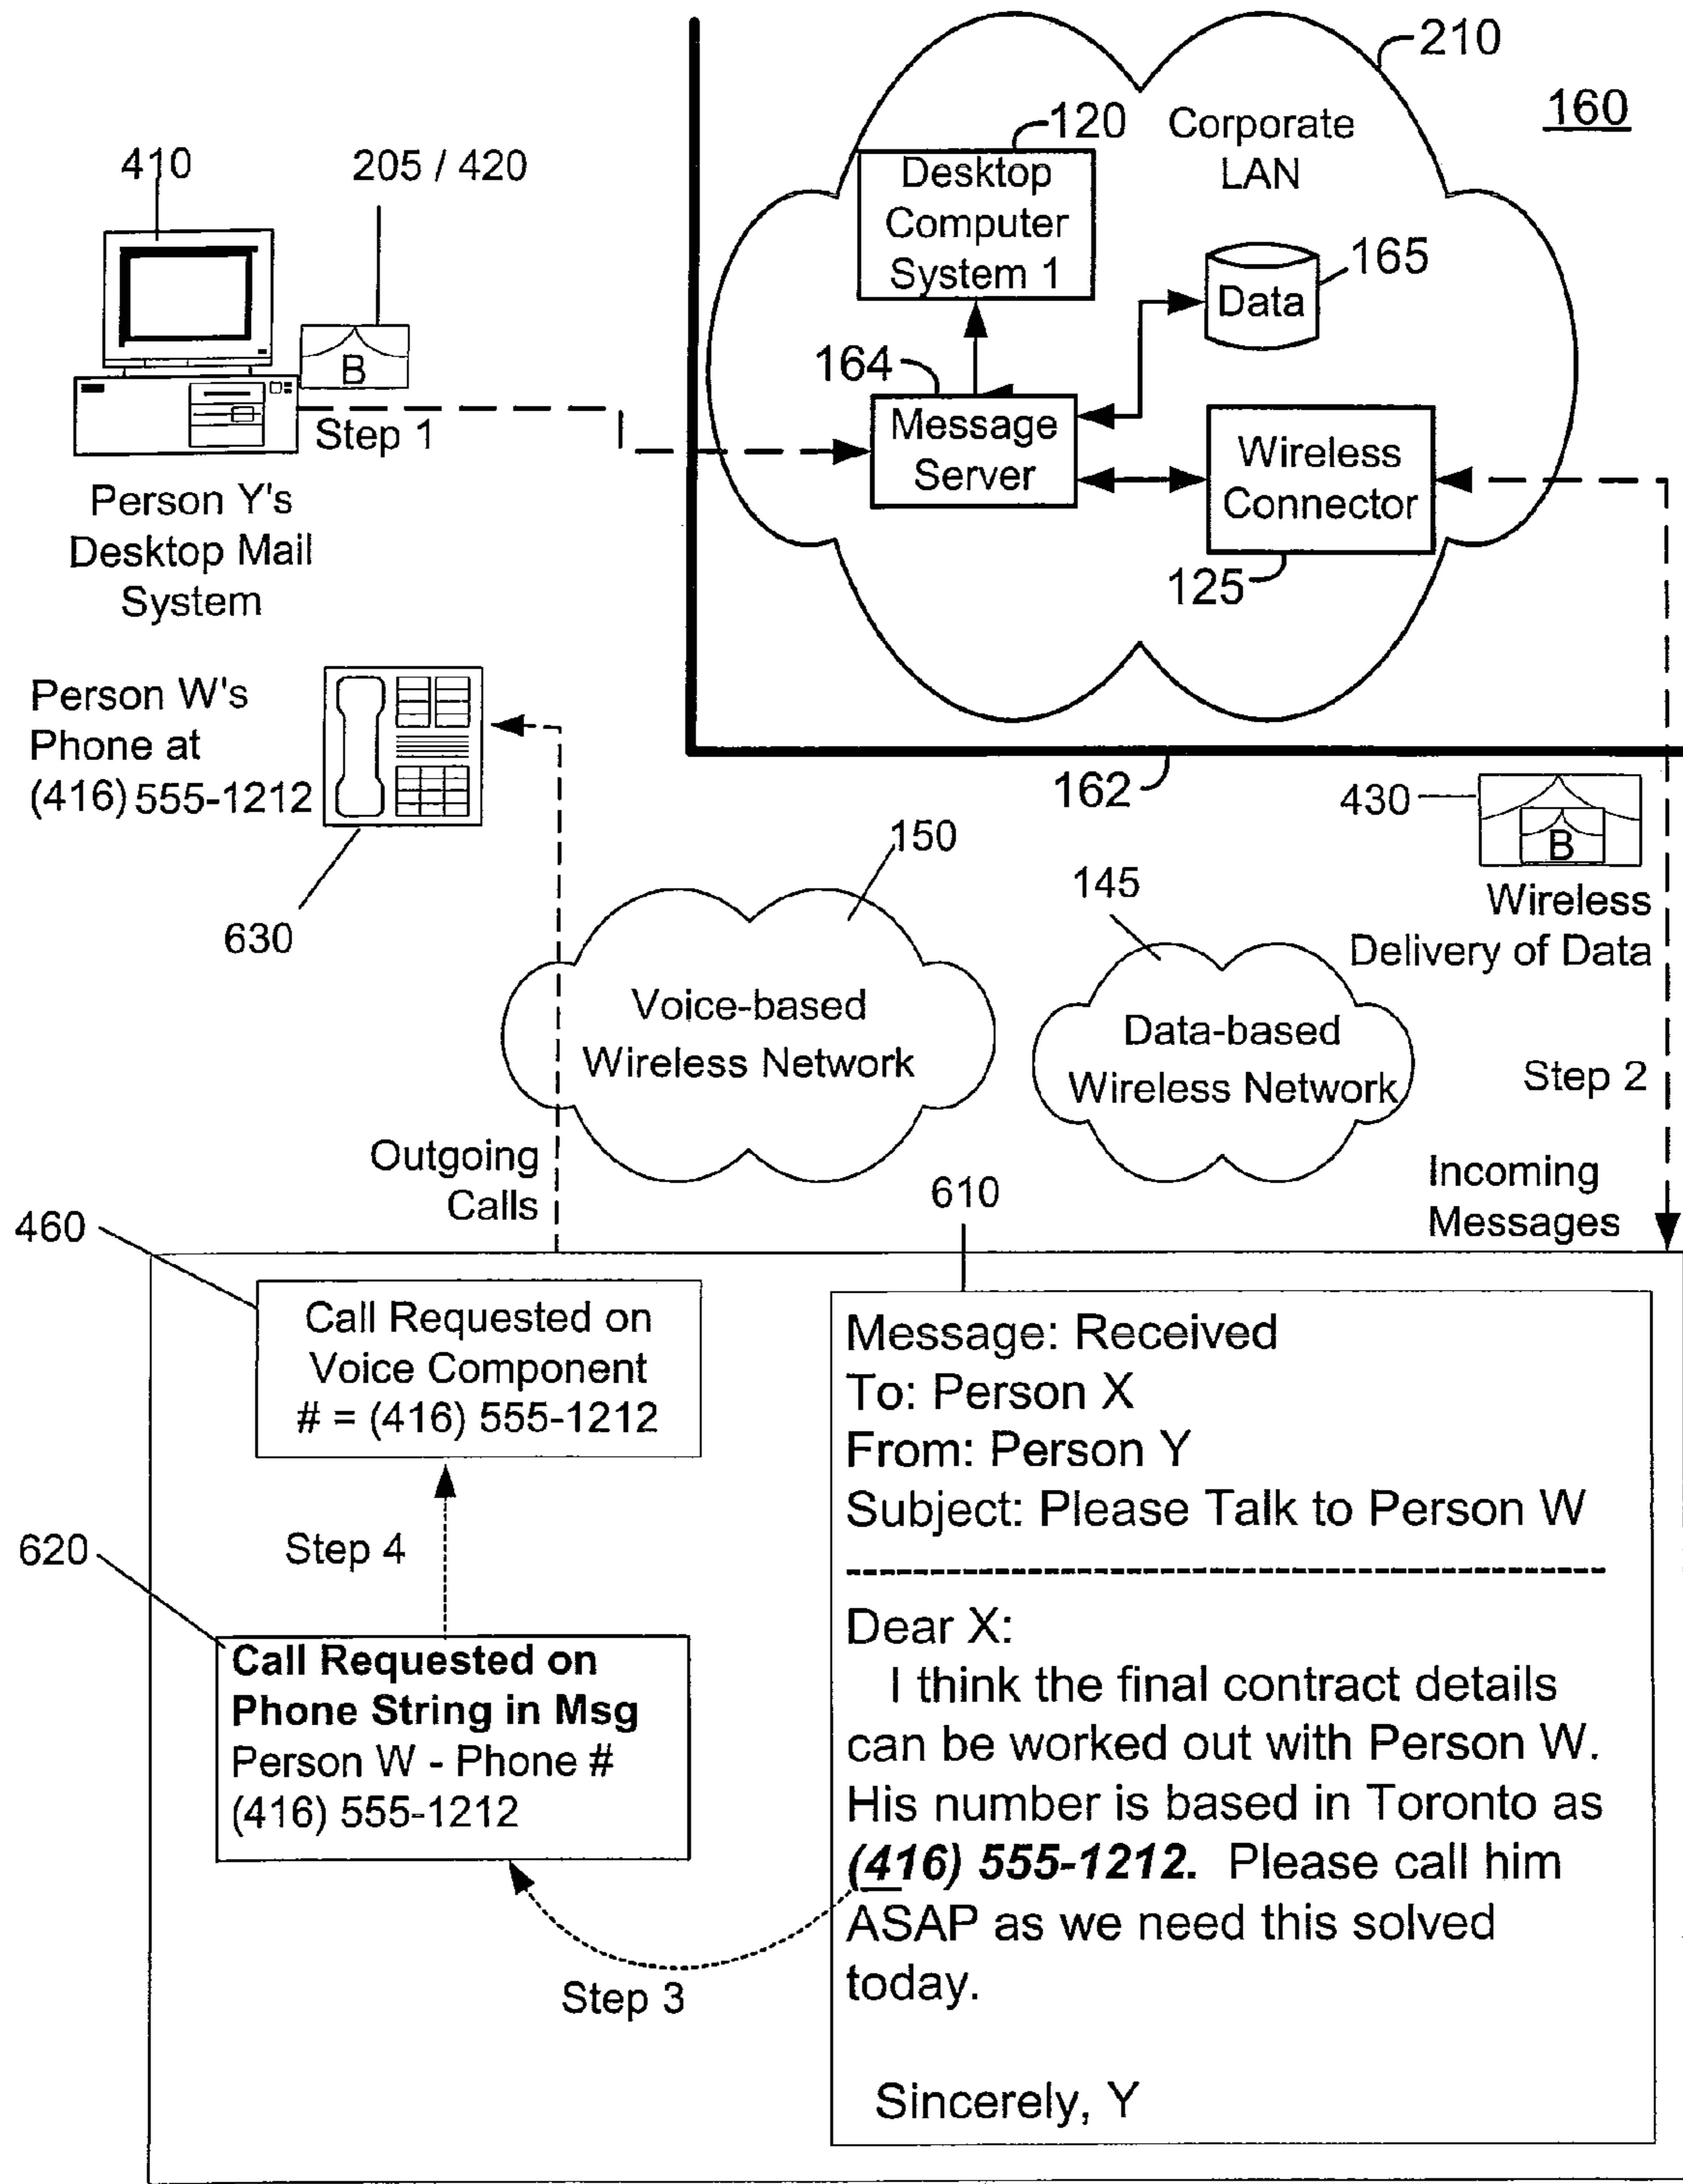 210
160
120
Corporate
LAN
Desktop
Computer
System 1
165
Data
164
Message
Server
Wireless
Connector
125
410
205 / 420
B
Step 1
Person Y's
Desktop Mail
System
Person W's
Phone at
(416) 555-1212
630
162
430
B
Wireless
Delivery of Data
150
145
Voice-based
Wireless Network
Data-based
Wireless Network
Step 2
Outgoing
Calls
Incoming
Messages
610
460
Call Requested on
Voice Component
# = (416) 555-1212
Step 4
620
Call Requested on
Phone String in Msg
Person W - Phone #
(416) 555-1212
Step 3
Message: Received
To: Person X
From: Person Y
Subject: Please Talk to Person W
Dear X:
I think the final contract details
can be worked out with Person W.
His number is based in Toronto as
(416) 555-1212. Please call him
ASAP as we need this solved
today.
Sincerely, Y